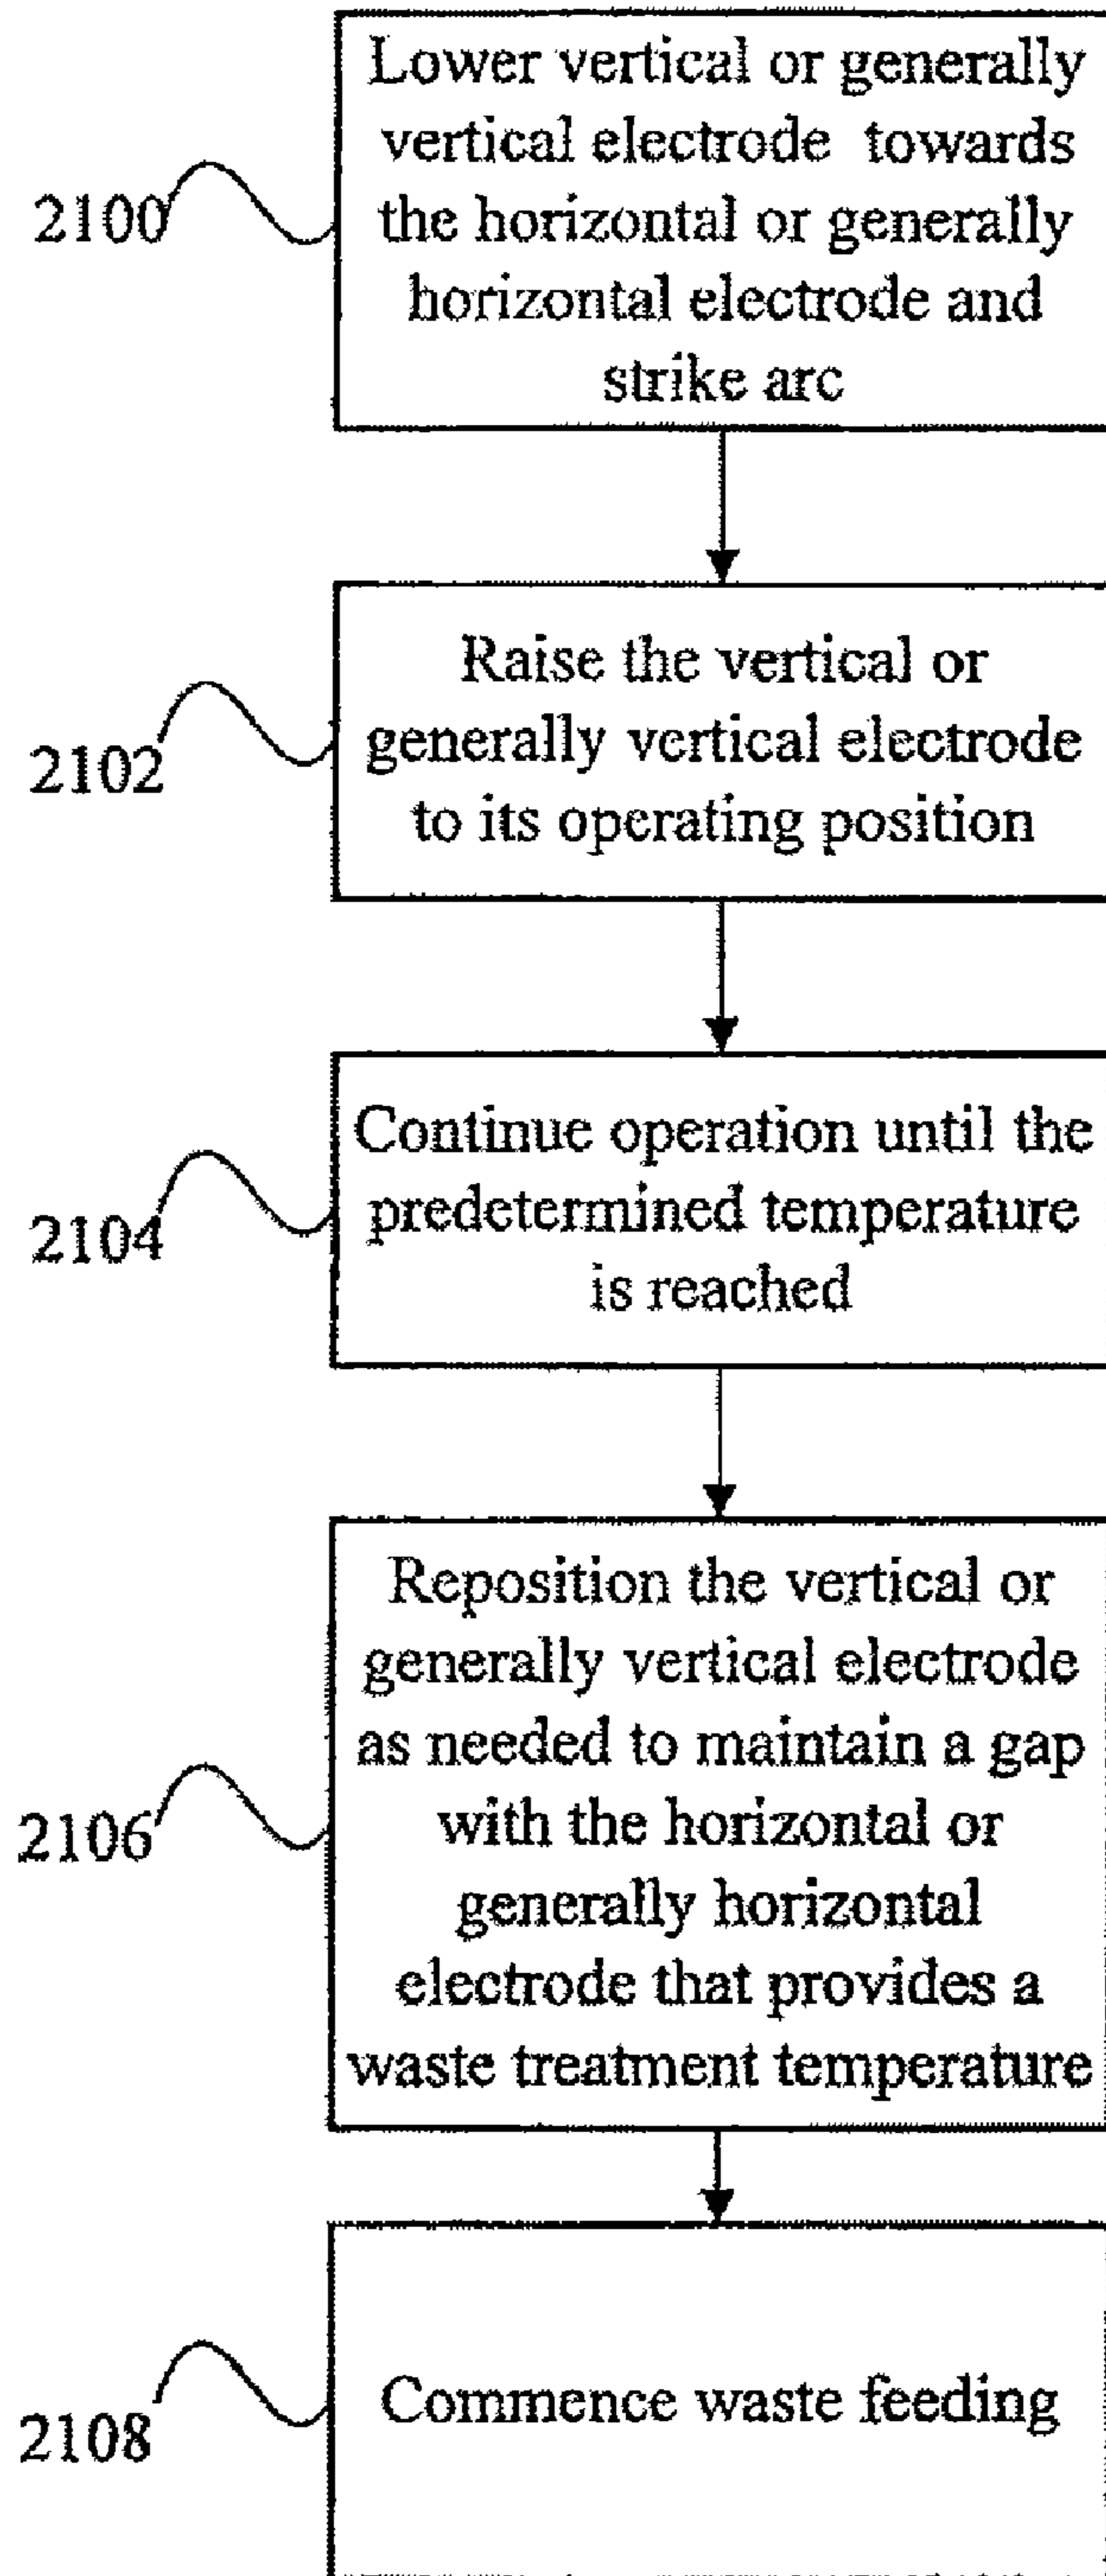 Lower vertical or generally
vertical electrode towards
the horizontal or generally
horizontal electrode and
strike arc
2100
Raise the vertical or
generally vertical electrode
to its operating position
2102
Continue operation until the
predetermined temperature
is reached
2104
Reposition the vertical or
generally vertical electrode
as needed to maintain a gap
with the horizontal or
generally horizontal
electrode that provides a
waste treatment temperature
2106
Commence waste feeding
2108